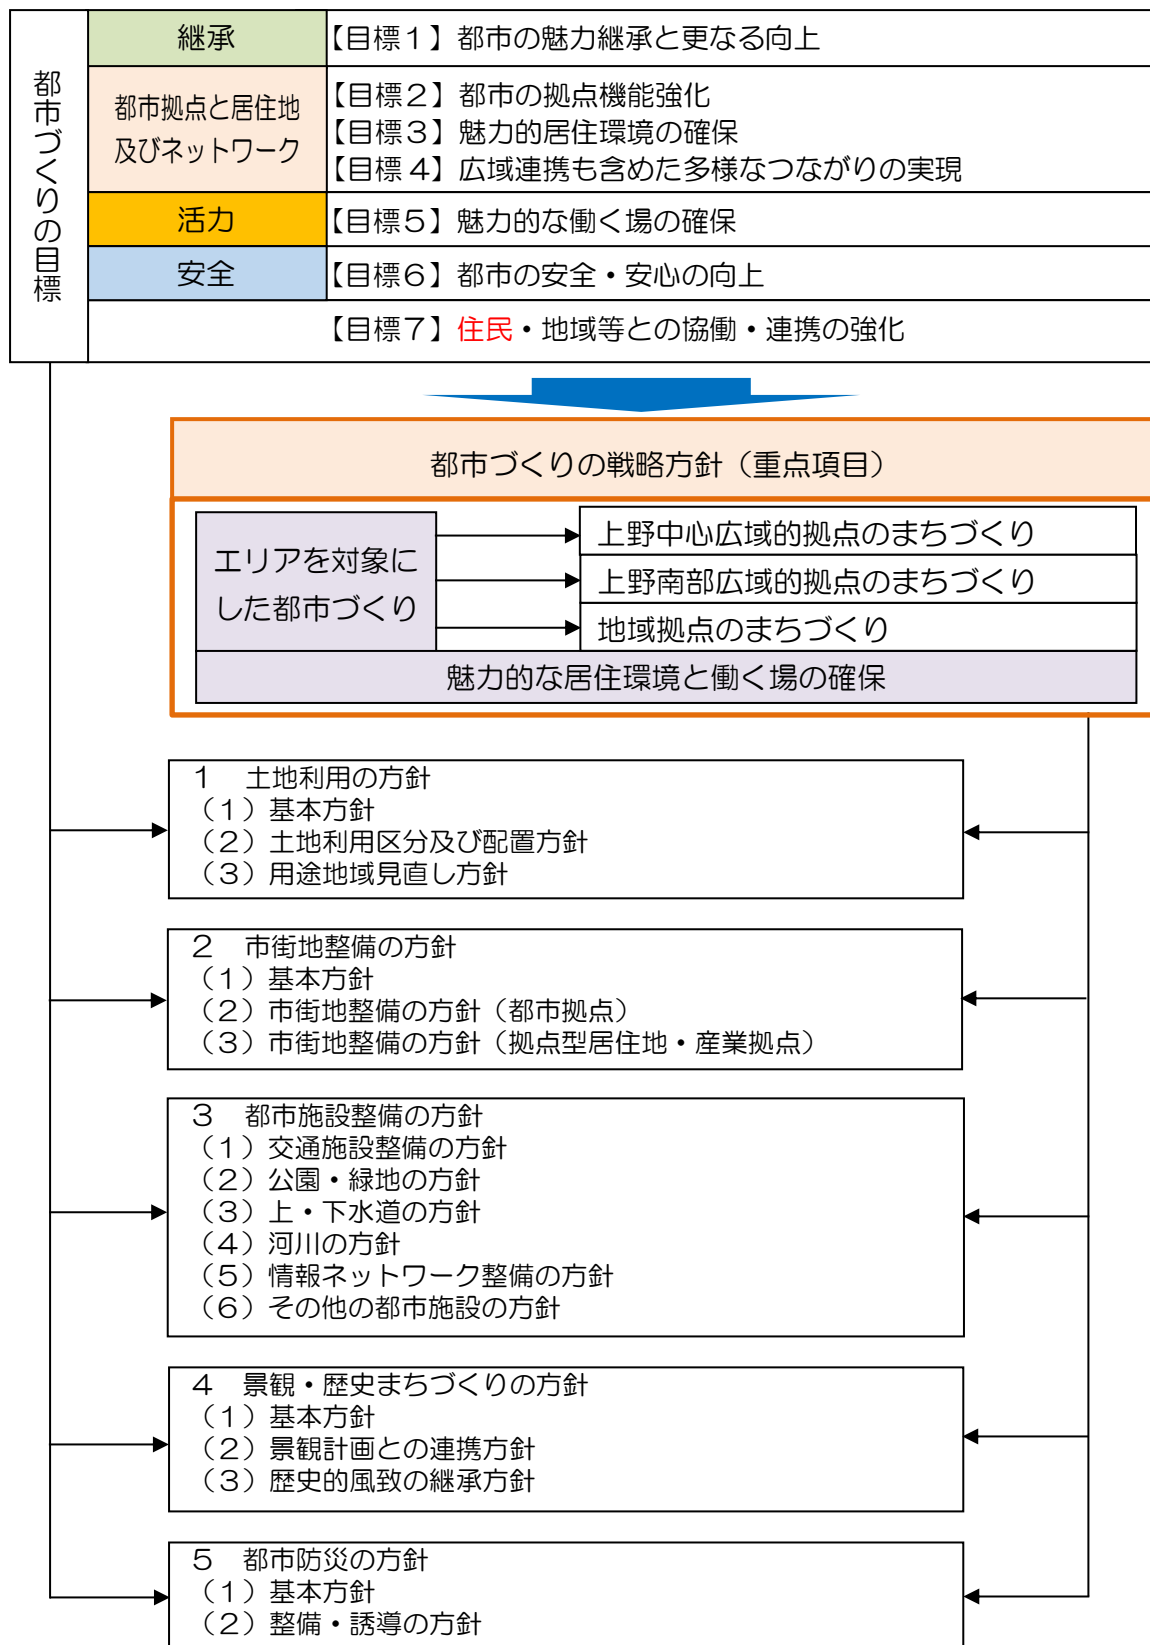 都市づくりの目標
継承
【目標１】都市の魅力継承と更なる向上
都市拠点と居住地
及びネットワーク
【目標２】都市の拠点機能強化
【目標３】魅力的居住環境の確保
【目標４】広域連携も含めた多様なつながりの実現
活力
【目標５】魅力的な働く場の確保
安全
【目標６】都市の安全・安心の向上
【目標７】住民・地域等との協働・連携の強化
都市づくりの戦略方針（重点項目）
エリアを対象に
した都市づくり
上野中心広域的拠点のまちづくり
上野南部広域的拠点のまちづくり
地域拠点のまちづくり
魅力的な居住環境と働く場の確保
１　土地利用の方針
（１）基本方針
（２）土地利用区分及び配置方針
（３）用途地域見直し方針
２　市街地整備の方針
（１）基本方針
（２）市街地整備の方針（都市拠点）
（３）市街地整備の方針（拠点型居住地・産業拠点）
３　都市施設整備の方針
（１）交通施設整備の方針
（２）公園・緑地の方針
（３）上・下水道の方針
（４）河川の方針
（５）情報ネットワーク整備の方針
（６）その他の都市施設の方針
４　景観・歴史まちづくりの方針
（１）基本方針
（２）景観計画との連携方針
（３）歴史的風致の継承方針
５　都市防災の方針
（１）基本方針
（２）整備・誘導の方針